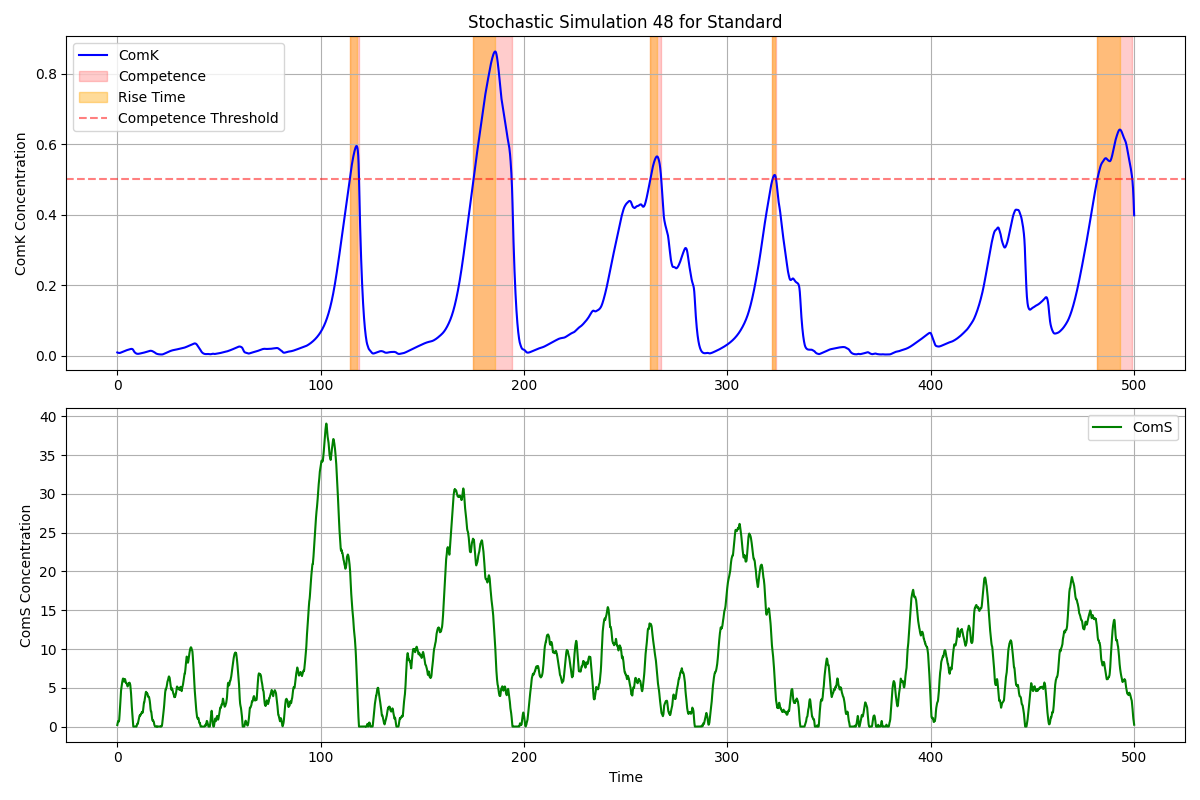 Stochastic Simulation 48 for Standard
ComK
Competence
Rise Time
Competence Threshold
ComK Concentration
0.8
0.6
0.4
0.2
0.0
0 100 200 300 400 500
ComS
ComS Concentration
40
35
30
25
20
15
10
5
0
0 100 200 300 400 500
Time